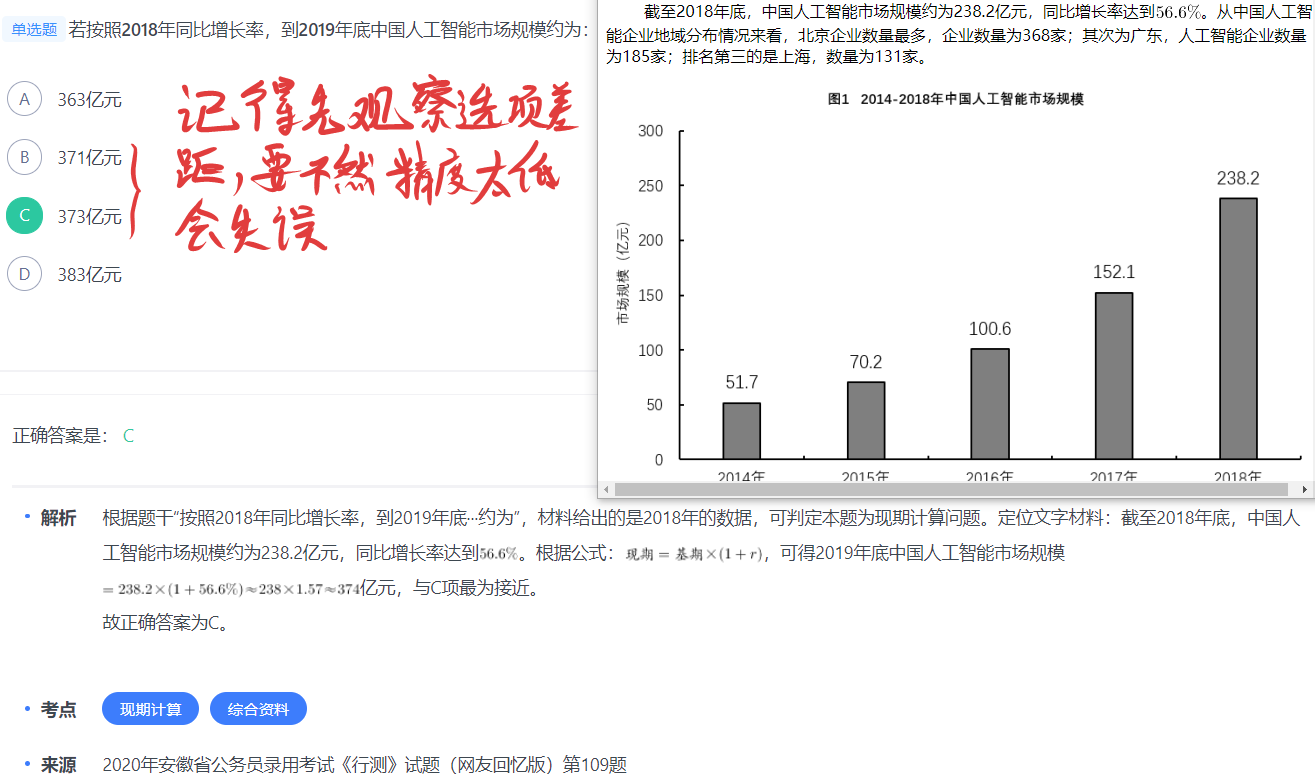 单选题 若按照2018年同比增长率，到2019年底中国人工智能市场规模约为：
A 363亿元
B 371亿元
C 373亿元
D 383亿元
记得先观察选项差
距，要不然精度太低
会失误
截至2018年底，中国人工智能市场规模约为238.2亿元，同比增长率达到56.6%。从中国人工智
能企业地域分布情况来看，北京企业数量最多，企业数量为368家；其次为广东，人工智能企业数量
为185家；排名第三的是上海，数量为131家。
图1 2014-2018年中国人工智能市场规模
市场规模（亿元）
300
250
200
150
100
50
0
51.7
70.2
100.6
152.1
238.2
2014年 2015年 2016年 2017年 2018年
正确答案是： C
解析 根据题干“按照2018年同比增长率，到2019年底···约为”，材料给出的是2018年的数据，可判定本题为现期计算问题。定位文字材料：截至2018年底，中国人
工智能市场规模约为238.2亿元，同比增长率达到56.6%。根据公式：现期＝基期×(1＋r)，可得2019年底中国人工智能市场规模
＝238.2×(1＋56.6%)≈238×1.57≈374亿元，与C项最为接近。
故正确答案为C。
考点 现期计算 综合资料
来源 2020年安徽省公务员录用考试《行测》试题（网友回忆版）第109题